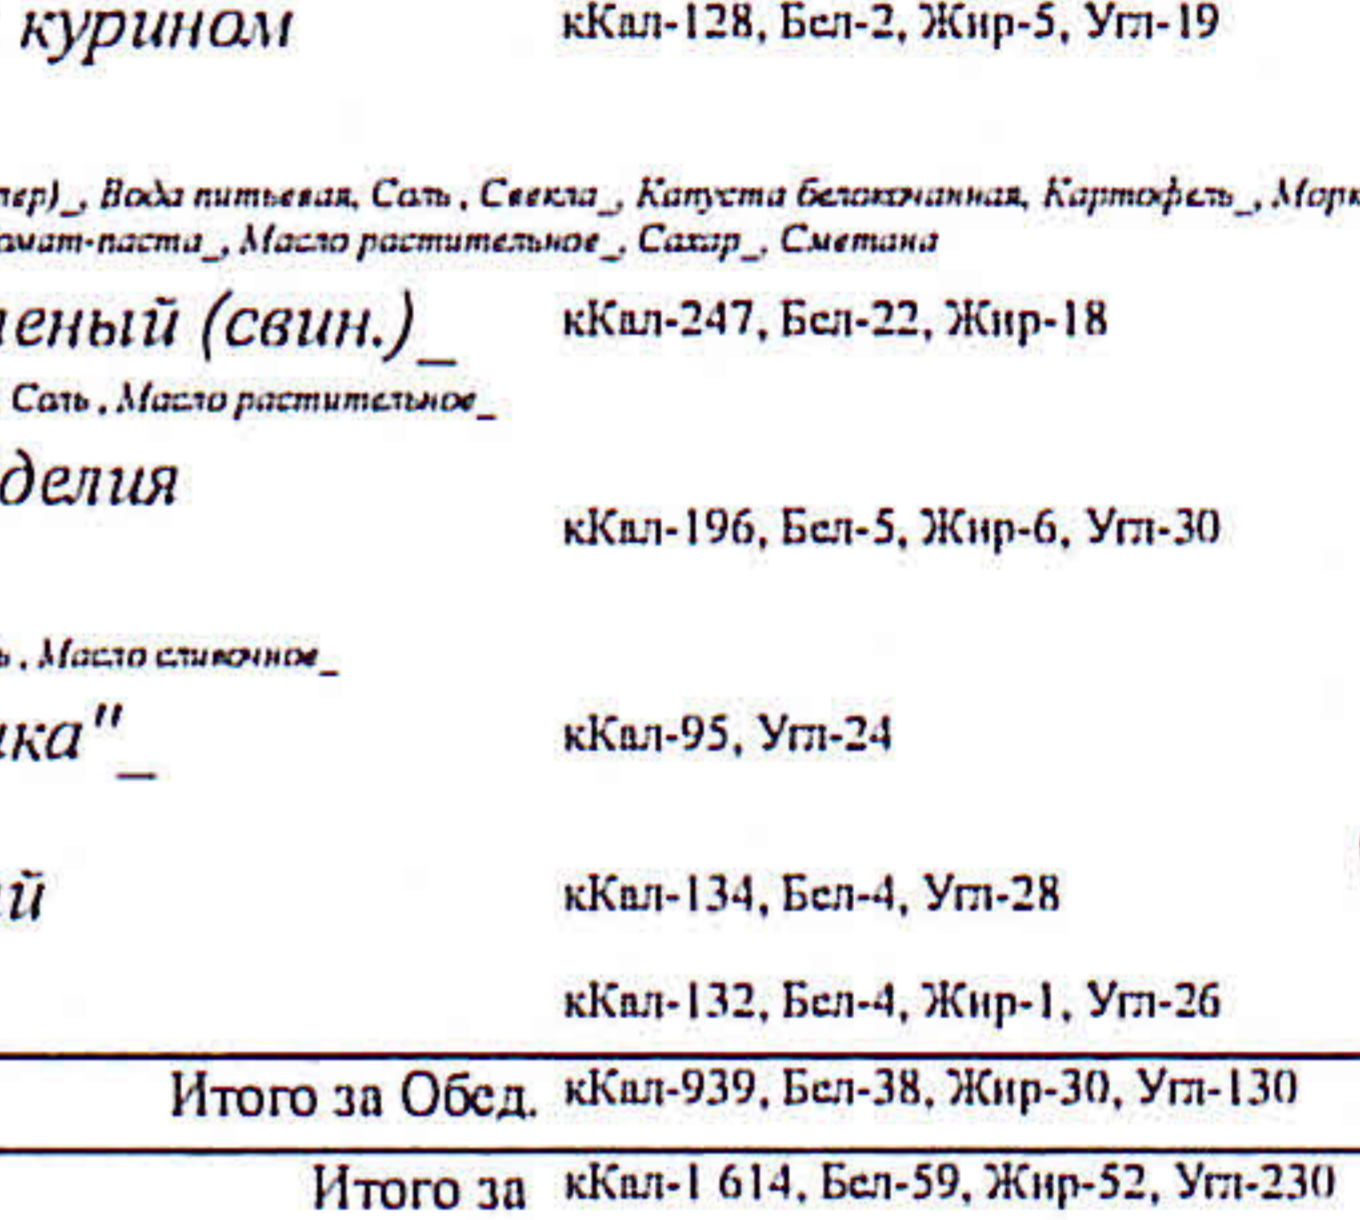 курином кКал-128, Бел-2, Жир-5, Угл-19
пер)_, Вода питьевая, Соль , Свекла_, Капуста белокочанная, Картофель_, Морк
омат-паста_, Масло растительное_, Сахар_, Сметана
леный (свин.)_ кКал-247, Бел-22, Жир-18
Соль , Масло растительное_
делия
кКал-196, Бел-5, Жир-6, Угл-30
ь , Масло сливочное_
ка"_ кКал-95, Угл-24
й кКал-134, Бел-4, Угл-28
кКал-132, Бел-4, Жир-1, Угл-26
Итого за Обед. кКал-939, Бел-38, Жир-30, Угл-130
Итого за кКал-1 614, Бел-59, Жир-52, Угл-230